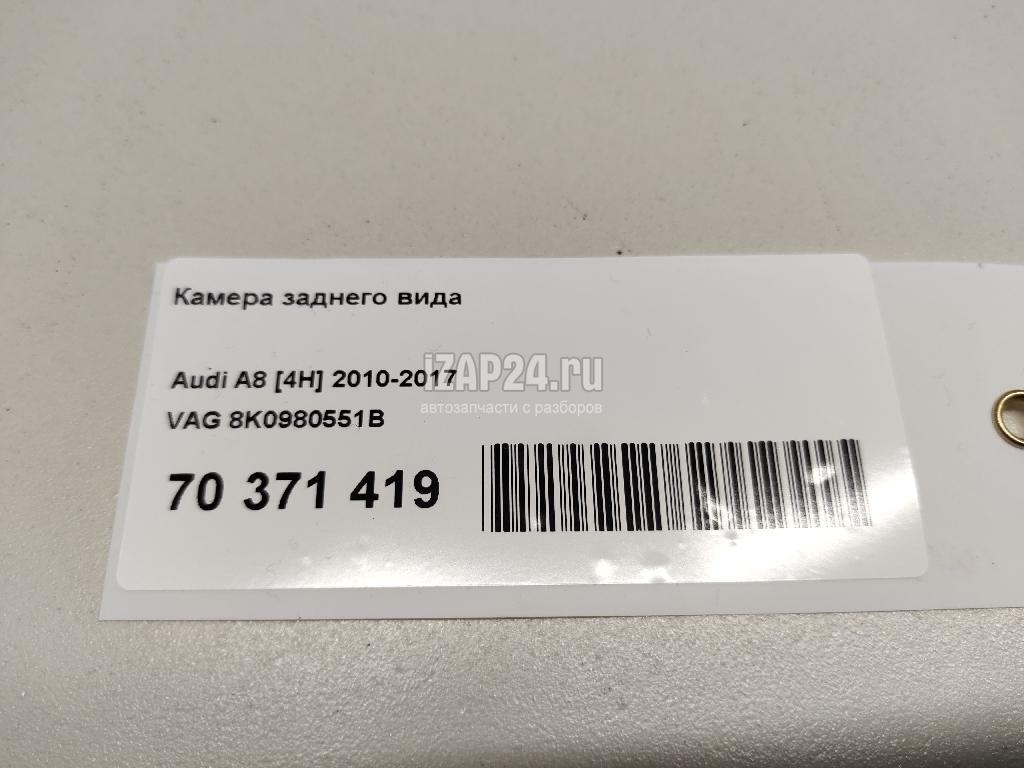 Камера заднего вида
Audi A8 [4H] 2010-2017
iZAP24.ru
автозапчасти с разборов
VAG 8K0980551B
70 371 419